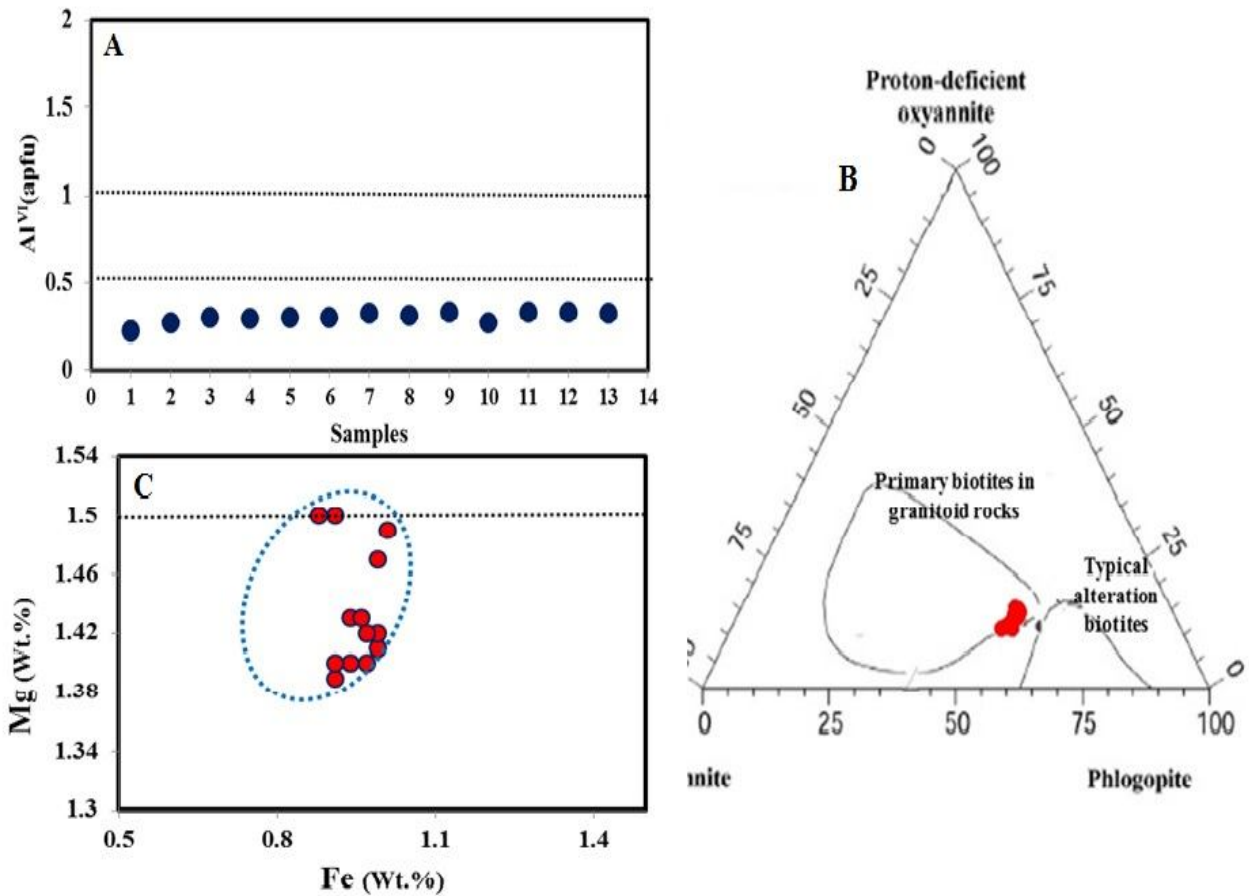 A
2
1.5
1
0.5
0
Al^VI(apfu)
0 1 2 3 4 5 6 7 8 9 10 11 12 13 14
Samples
C
1.54
1.5
1.46
1.42
1.38
1.34
1.3
Mg (Wt.%)
0.5 0.8 1.1 1.4
Fe (Wt.%)
Proton-deficient
oxyannite
B
0 100
25 75
50 50
75 25
0
Primary biotites in
granitoid rocks
Typical
alteration
biotites
0 25 50 75 100
nnite Phlogopite